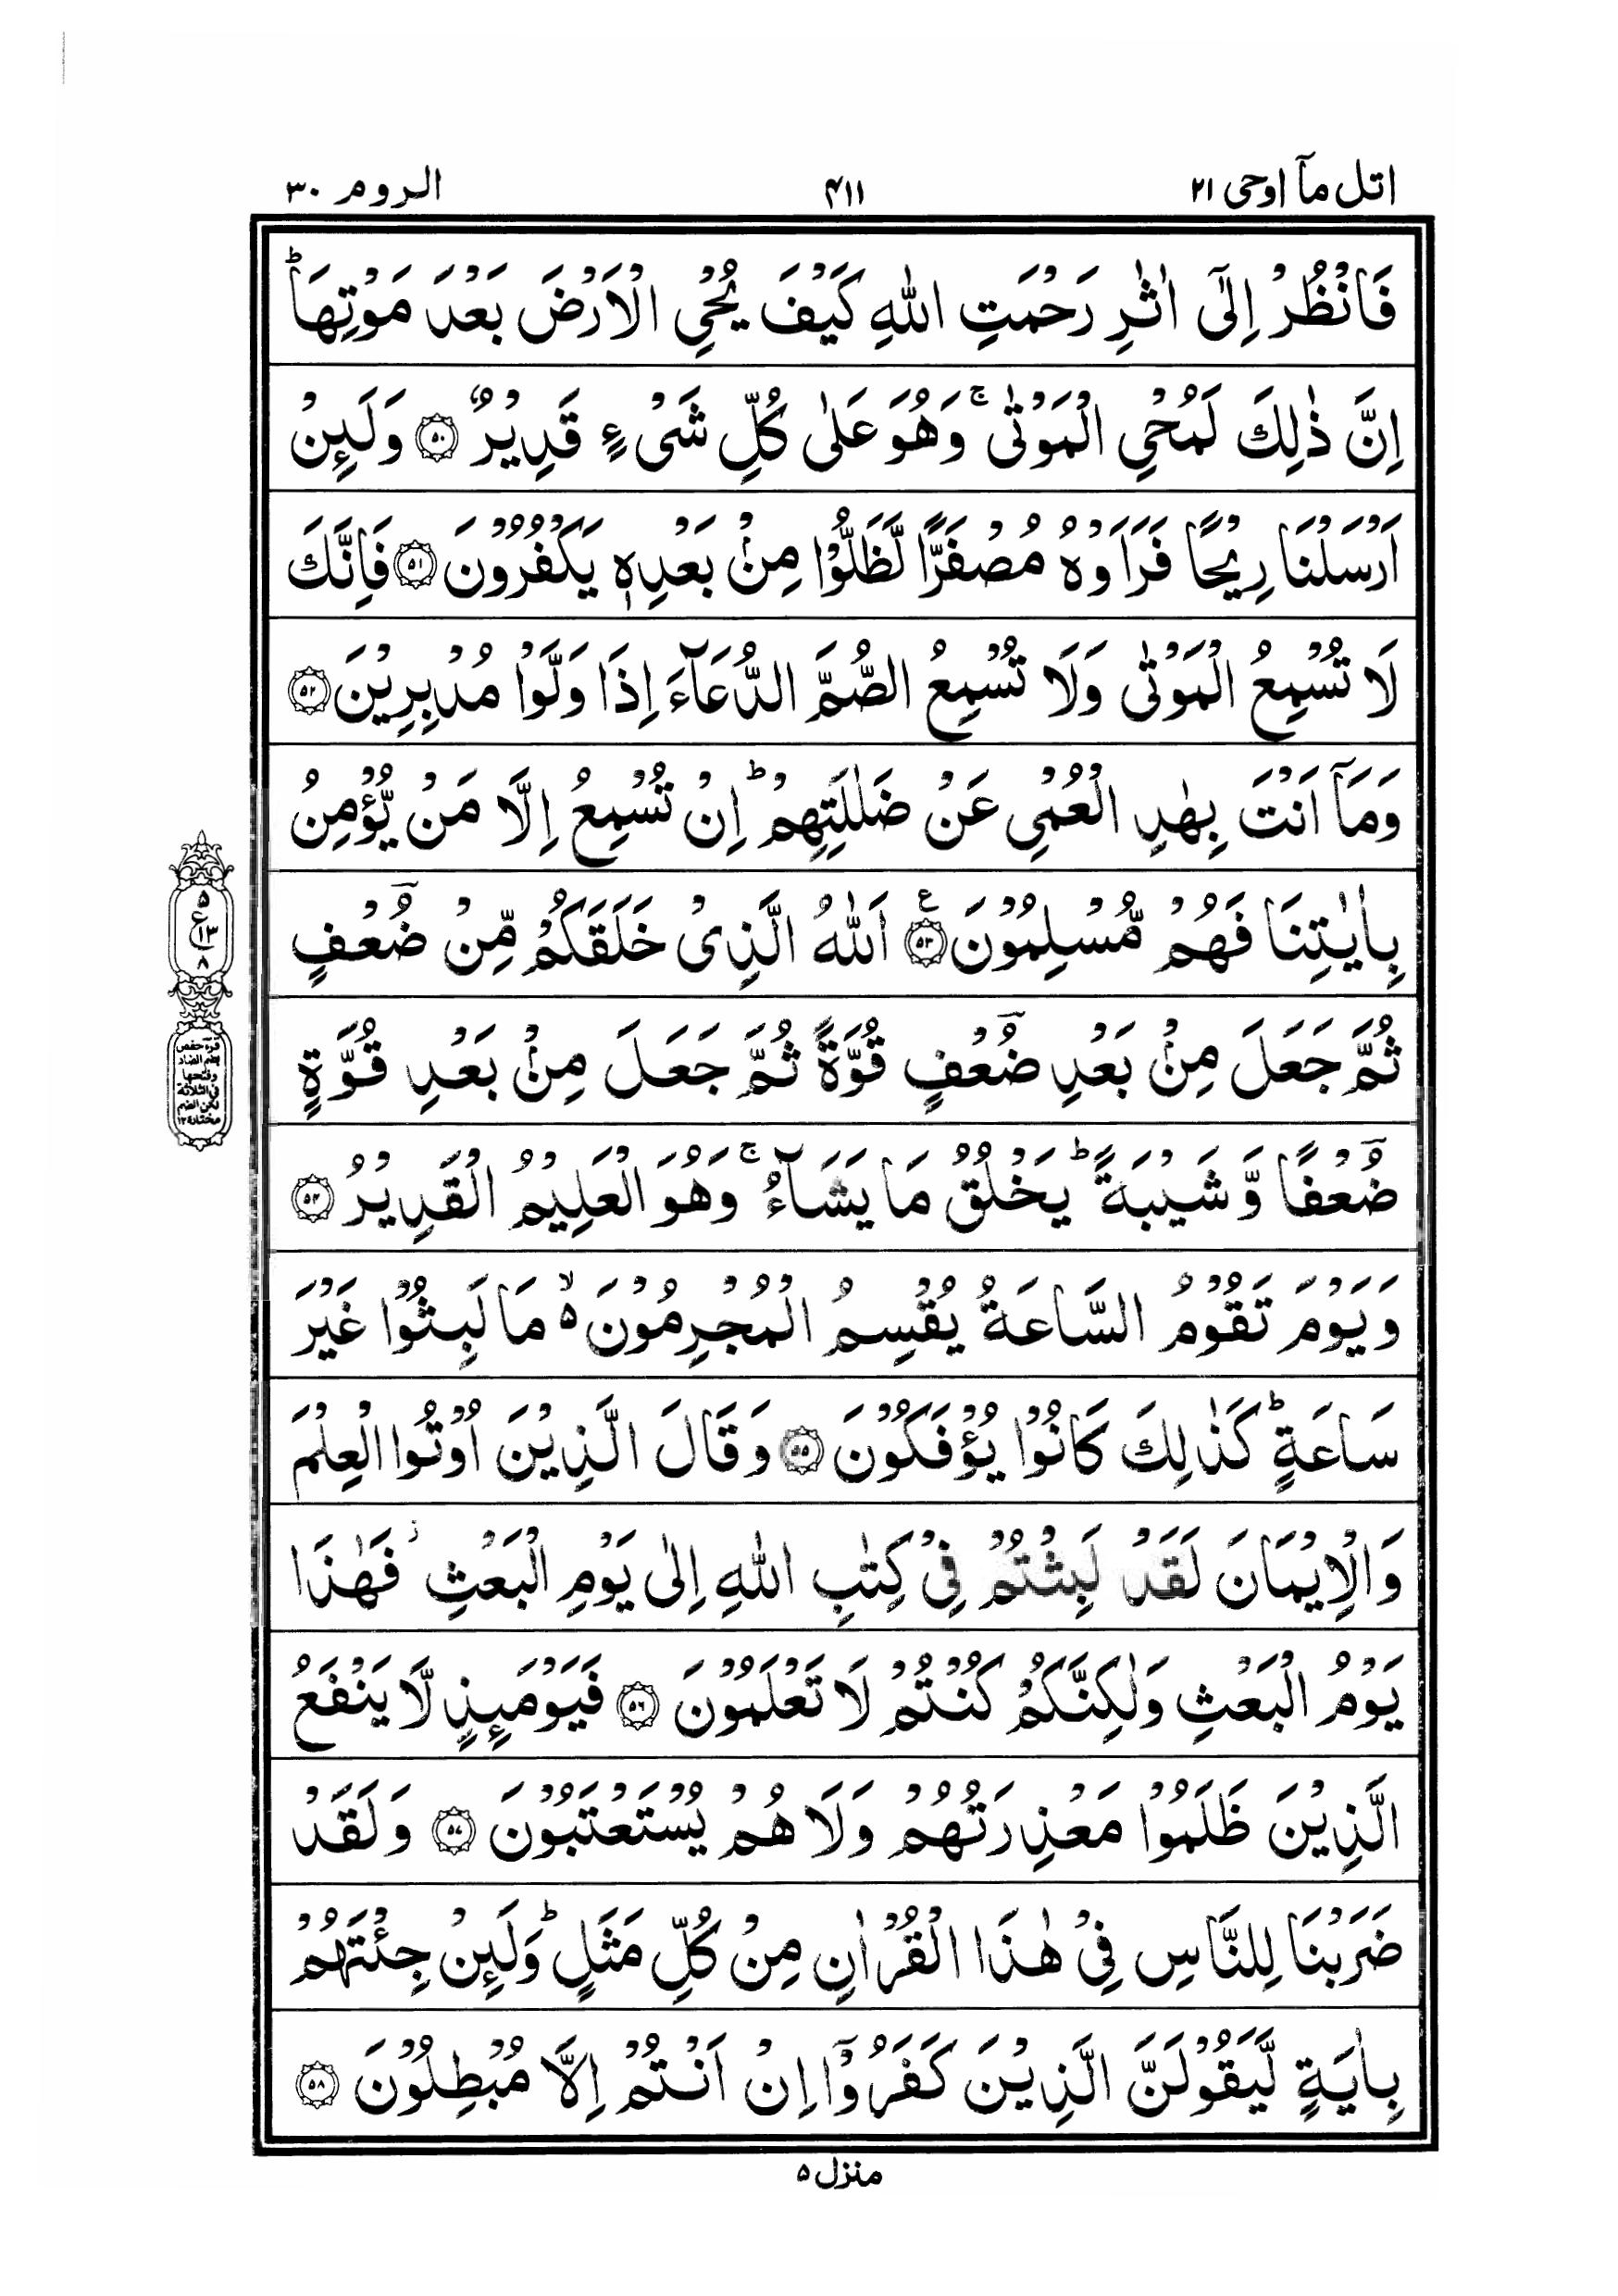 اتل مآ اوحی ۲۱
۴۱۱
الروم ۳۰
فَانْظُرْ اِلٰٓى اٰثٰرِ رَحْمَتِ اللّٰهِ كَيْفَ يُحْيِ الْاَرْضَ بَعْدَ مَوْتِهَا ؕ
اِنَّ ذٰلِكَ لَمُحْيِ الْمَوْتٰى ۚ وَهُوَ عَلٰى كُلِّ شَىْءٍ قَدِيْرٌ ۝۵۰ وَلَىِٕنْ
اَرْسَلْنَا رِيْحًا فَرَاَوْهُ مُصْفَرًّا لَّظَلُّوْا مِنْۢ بَعْدِهٖ يَكْفُرُوْنَ ۝۵۱ فَاِنَّكَ
لَا تُسْمِعُ الْمَوْتٰى وَلَا تُسْمِعُ الصُّمَّ الدُّعَآءَ اِذَا وَلَّوْا مُدْبِرِيْنَ ۝۵۲
وَمَآ اَنْتَ بِهٰدِ الْعُمْىِ عَنْ ضَلٰلَتِهِمْ ؕ اِنْ تُسْمِعُ اِلَّا مَنْ يُّؤْمِنُ
بِاٰيٰتِنَا فَهُمْ مُّسْلِمُوْنَ ۝۵۳ ع اَللّٰهُ الَّذِىْ خَلَقَكُمْ مِّنْ ضُؔعْفٍ
ثُمَّ جَعَلَ مِنْۢ بَعْدِ ضُؔعْفٍ قُوَّةً ثُمَّ جَعَلَ مِنْۢ بَعْدِ قُوَّةٍ
ضُؔعْفًا وَّشَيْبَةً ؕ يَخْلُقُ مَا يَشَآءُ ۚ وَهُوَ الْعَلِيْمُ الْقَدِيْرُ ۝۵۴
وَيَوْمَ تَقُوْمُ السَّاعَةُ يُقْسِمُ الْمُجْرِمُوْنَ ۵ۙ مَا لَبِثُوْا غَيْرَ
سَاعَةٍ ؕ كَذٰلِكَ كَانُوْا يُؤْفَكُوْنَ ۝۵۵ وَقَالَ الَّذِيْنَ اُوْتُوا الْعِلْمَ
وَالْاِيْمَانَ لَقَدْ لَبِثْتُمْ فِىْ كِتٰبِ اللّٰهِ اِلٰى يَوْمِ الْبَعْثِ ؗ فَهٰذَا
يَوْمُ الْبَعْثِ وَلٰكِنَّكُمْ كُنْتُمْ لَا تَعْلَمُوْنَ ۝۵۶ فَيَوْمَىِٕذٍ لَّا يَنْفَعُ
الَّذِيْنَ ظَلَمُوْا مَعْذِرَتُهُمْ وَلَا هُمْ يُسْتَعْتَبُوْنَ ۝۵۷ وَلَقَدْ
ضَرَبْنَا لِلنَّاسِ فِىْ هٰذَا الْقُرْاٰنِ مِنْ كُلِّ مَثَلٍ ؕ وَلَىِٕنْ جِئْتَهُمْ
بِاٰيَةٍ لَّيَقُوْلَنَّ الَّذِيْنَ كَفَرُوْۤا اِنْ اَنْتُمْ اِلَّا مُبْطِلُوْنَ ۝۵۸
۵
ع ۱۳
۸
قرءَ حفص
بضم الضاد
وفتحها
فى الثلاثة
لكن الضم
مختار ۱۲
منزل ۵